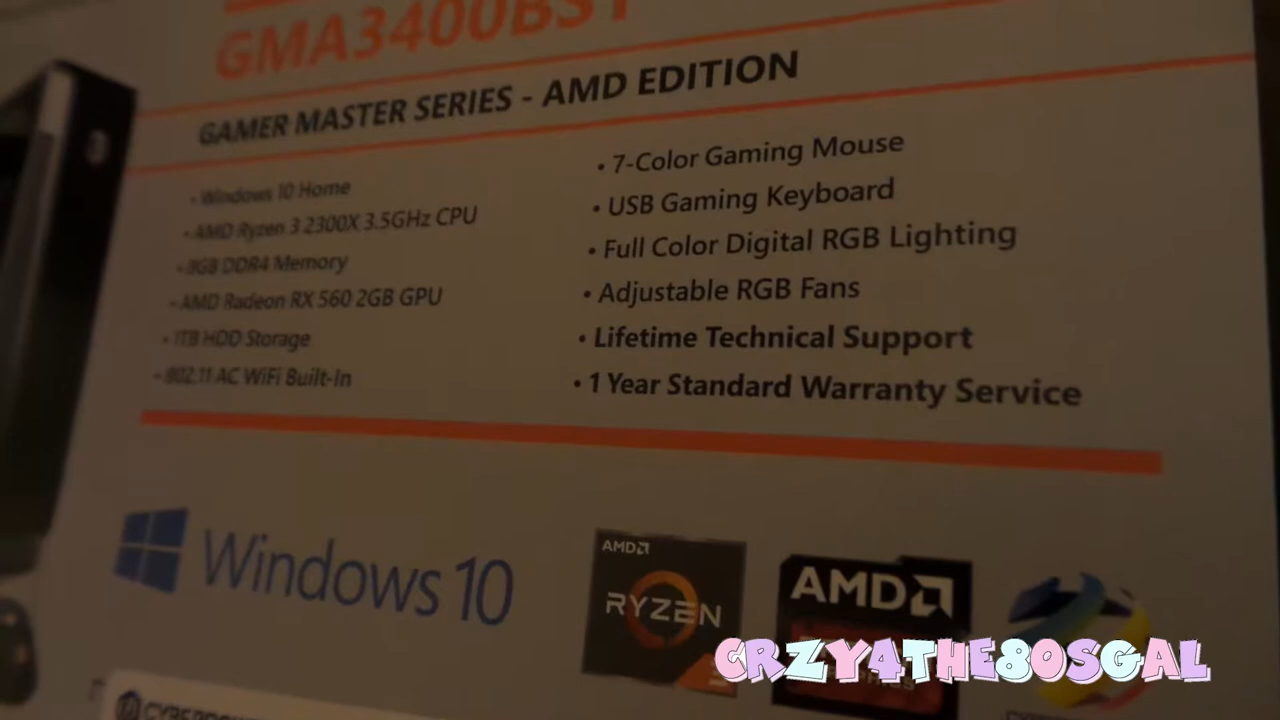 GMA3400BST
GAMER MASTER SERIES - AMD EDITION
• Windows 10 Home
• AMD Ryzen 3 2300X 3.5GHz CPU
• 8GB DDR4 Memory
• AMD Radeon RX 560 2GB GPU
• 1TB HDD Storage
• 802.11 AC WiFi Built-In
• 7-Color Gaming Mouse
• USB Gaming Keyboard
• Full Color Digital RGB Lighting
• Adjustable RGB Fans
• Lifetime Technical Support
• 1 Year Standard Warranty Service
Windows 10
AMD
RYZEN
AMD
CRZY4THE80SGAL